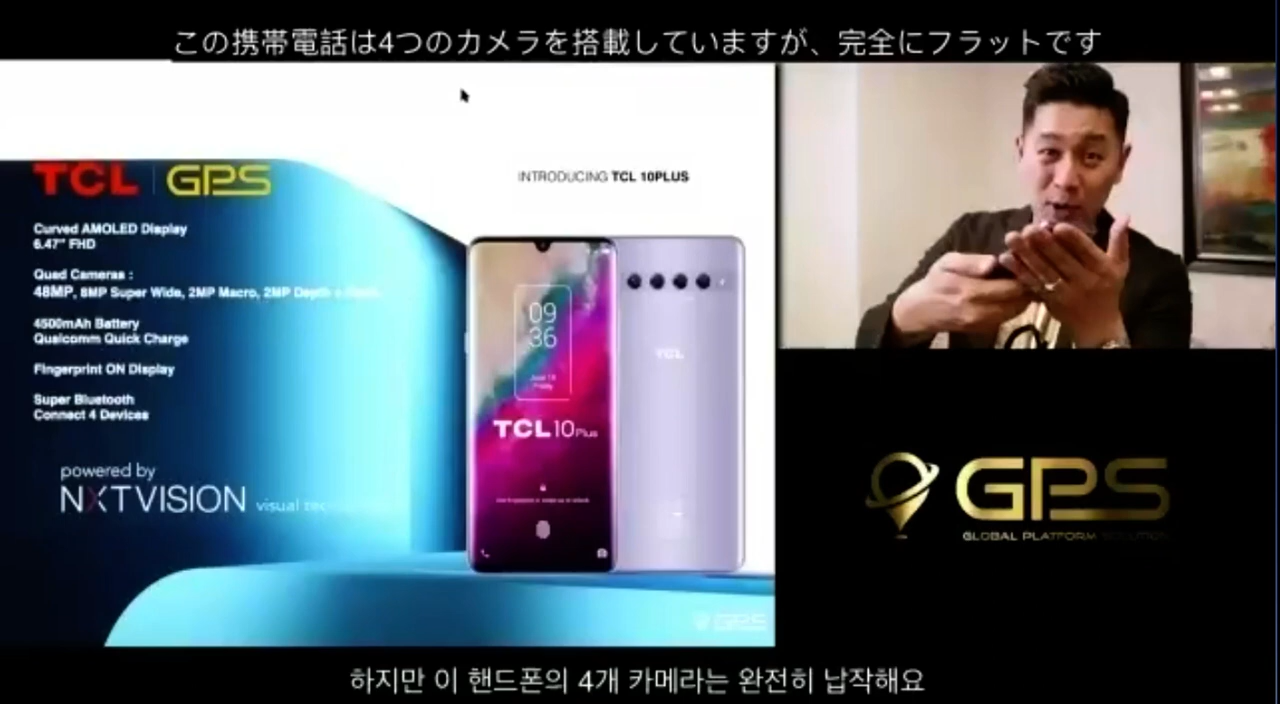 この携帯電話は4つのカメラを搭載していますが、完全にフラットです
TCL | GPS
INTRODUCING TCL 10PLUS
Curved AMOLED Display
6.47" FHD
Quad Cameras :
48MP, 8MP Super Wide, 2MP Macro, 2MP Depth
4500mAh Battery
Qualcomm Quick Charge
Fingerprint ON Display
Super Bluetooth
Connect 4 Devices
powered by
NXTVISION visual
09
36
Friday
TCL 10 Plus
TCL
GPS
GPS
GLOBAL PLATFORM SOLUTION
하지만 이 핸드폰의 4개 카메라는 완전히 납작해요